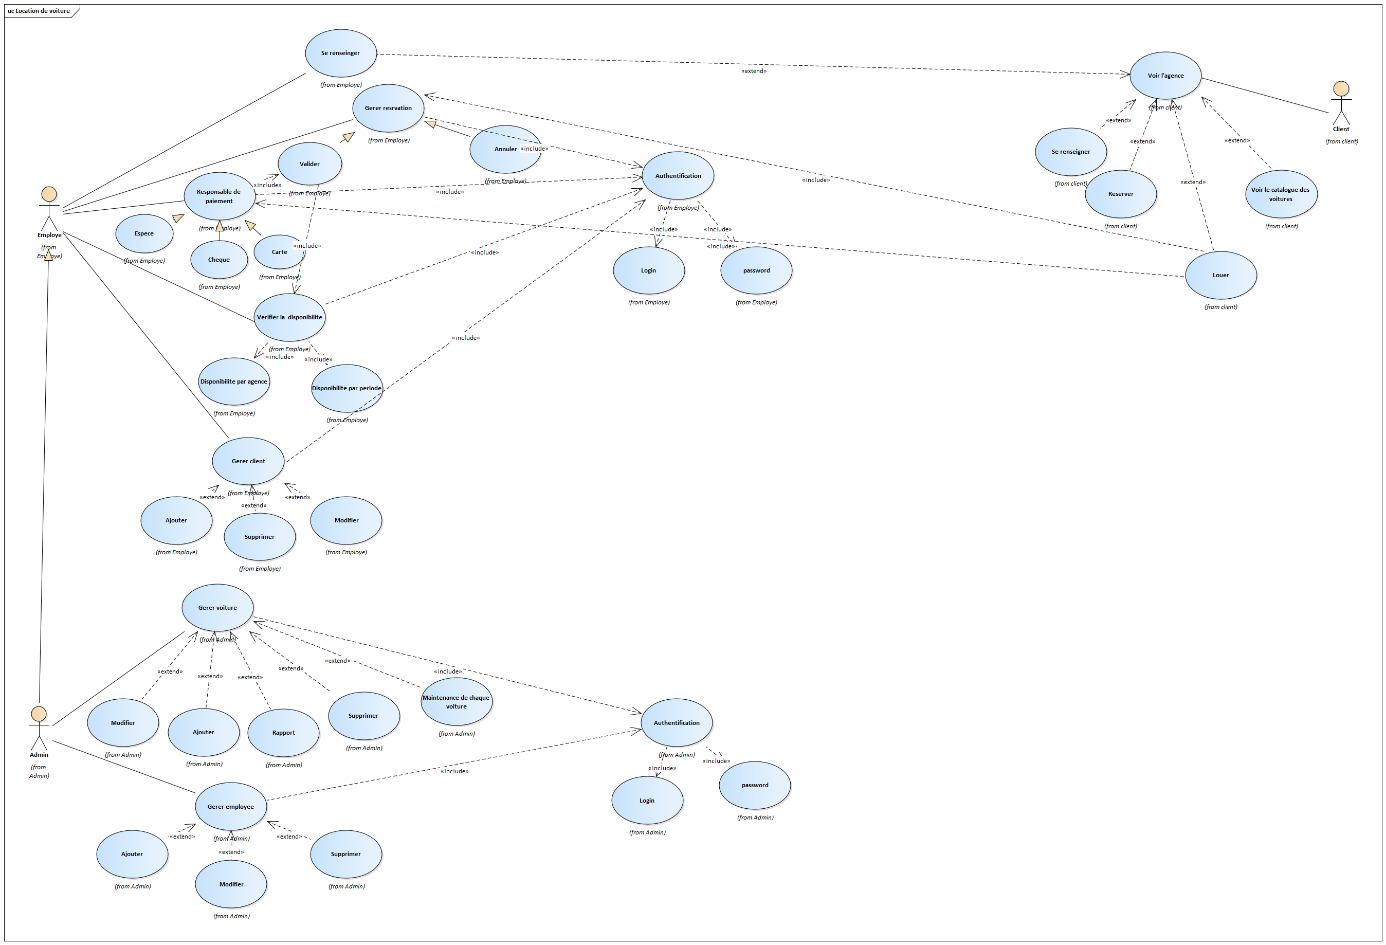 uc Location de voiture
Se renseinger
(from Employe)
«extend»
Voir l'agence
(from client)
Client
(from client)
Gerer resrvation
(from Employe)
Annuler
(from Employe)
«include»
Valider
(from Employe)
«include»
Responsable de
paiement
(from Employe)
Employe
(from
Employe)
Espece
(from Employe)
Cheque
(from Employe)
Carte
(from Employe)
«include»
«include»
«include»
Authentification
(from Employe)
«include»
«include»
«include»
Login
(from Employe)
password
(from Employe)
«include»
«extend»
«extend»
«extend»
«extend»
Se renseigner
(from client)
Reserver
(from client)
Voir le catalogue des
voitures
(from client)
Louer
(from client)
Verifier la disponibilite
(from Employe)
«include»
«include»
Disponibilite par agence
(from Employe)
Disponibilite par periode
(from Employe)
«include»
Gerer client
(from Employe)
«extend»
«extend»
«extend»
Ajouter
(from Employe)
Supprimer
(from Employe)
Modifier
(from Employe)
Gerer voiture
(from Admin)
«extend»
«extend»
«extend»
«extend»
«extend»
«include»
Modifier
(from Admin)
Ajouter
(from Admin)
Rapport
(from Admin)
Supprimer
(from Admin)
Maintenance de chaque
voiture
(from Admin)
Admin
(from
Admin)
Authentification
(from Admin)
«include»
«include»
«include»
Login
(from Admin)
password
(from Admin)
Gerer employee
(from Admin)
«extend»
«extend»
«extend»
Ajouter
(from Admin)
Modifier
(from Admin)
Supprimer
(from Admin)